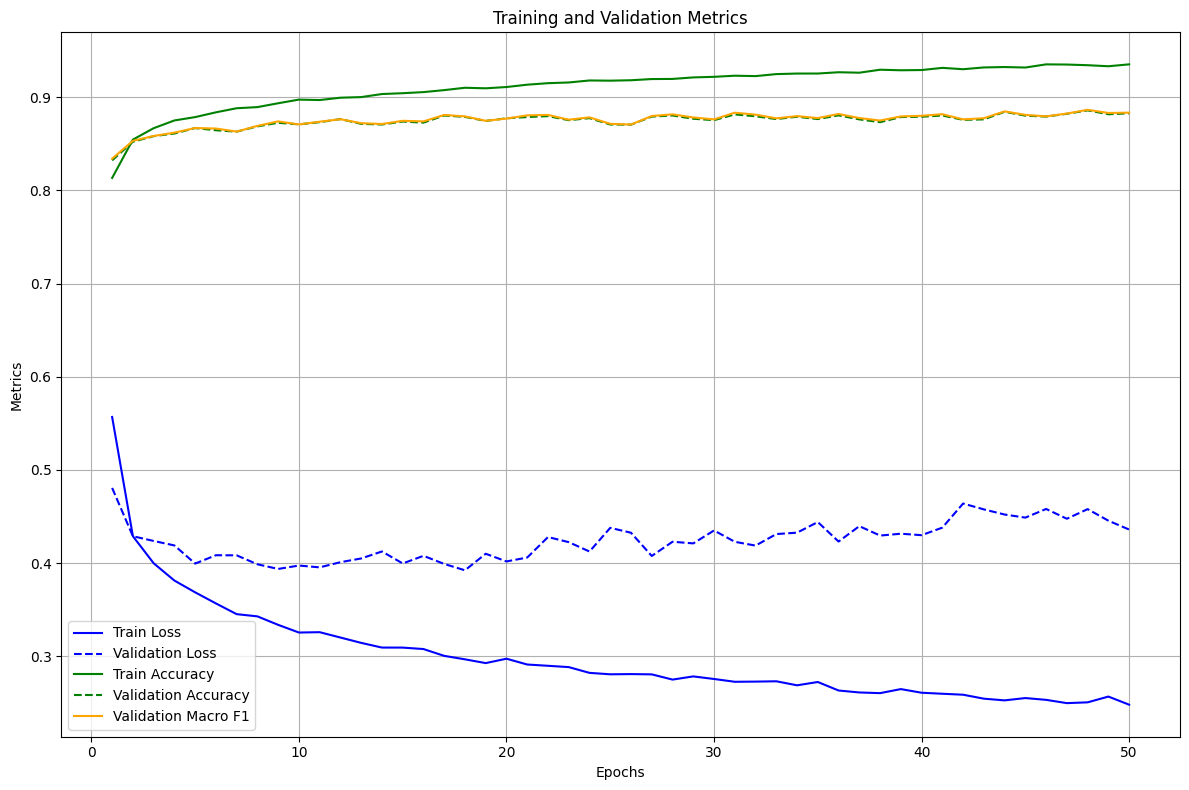 Training and Validation Metrics
0.9
0.8
0.7
0.6
0.5
0.4
0.3
Metrics
Train Loss
Validation Loss
Train Accuracy
Validation Accuracy
Validation Macro F1
0 10 20 30 40 50
Epochs